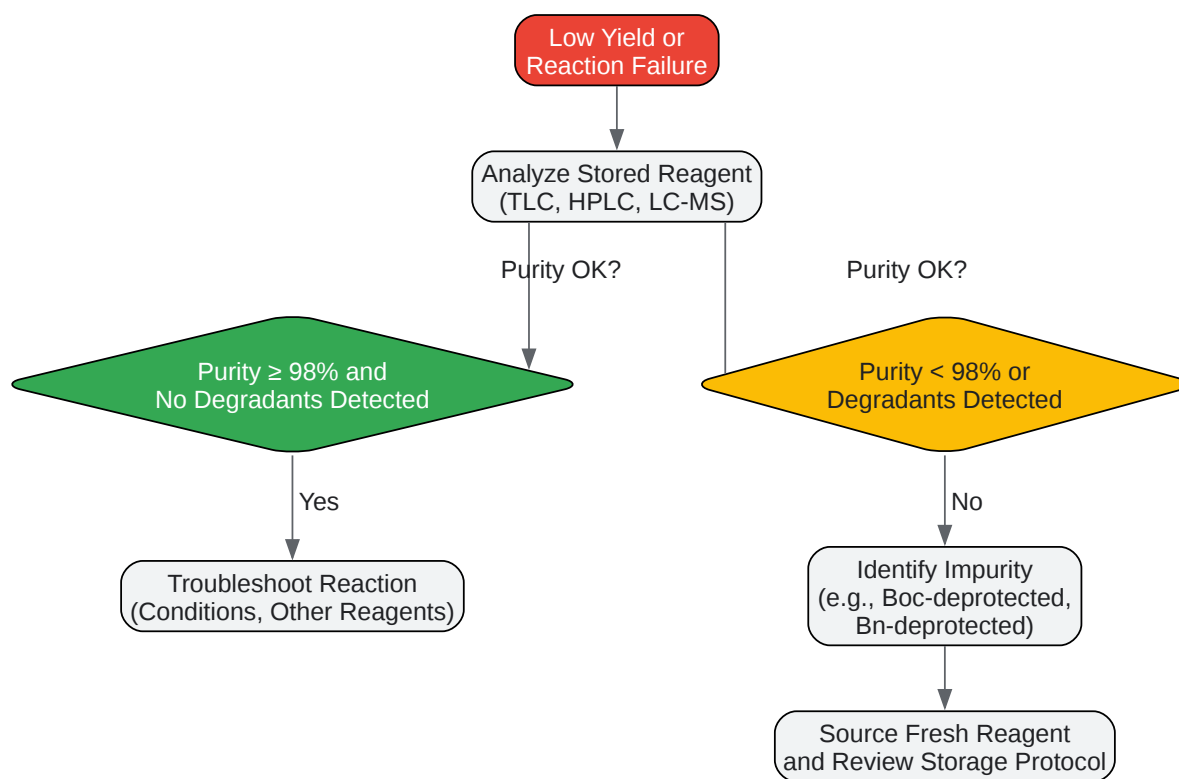 Low Yield or
Reaction Failure
Analyze Stored Reagent
(TLC, HPLC, LC-MS)
Purity OK?
Purity OK?
Purity ≥ 98% and
No Degradants Detected
Purity < 98% or
Degradants Detected
Yes
No
Troubleshoot Reaction
(Conditions, Other Reagents)
Identify Impurity
(e.g., Boc-deprotected,
Bn-deprotected)
Source Fresh Reagent
and Review Storage Protocol